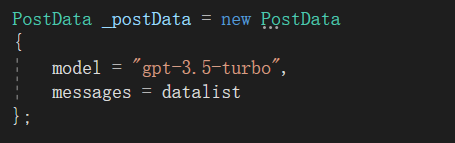 PostData _postData = new PostData
{
model = "gpt-3.5-turbo",
messages = datalist
};